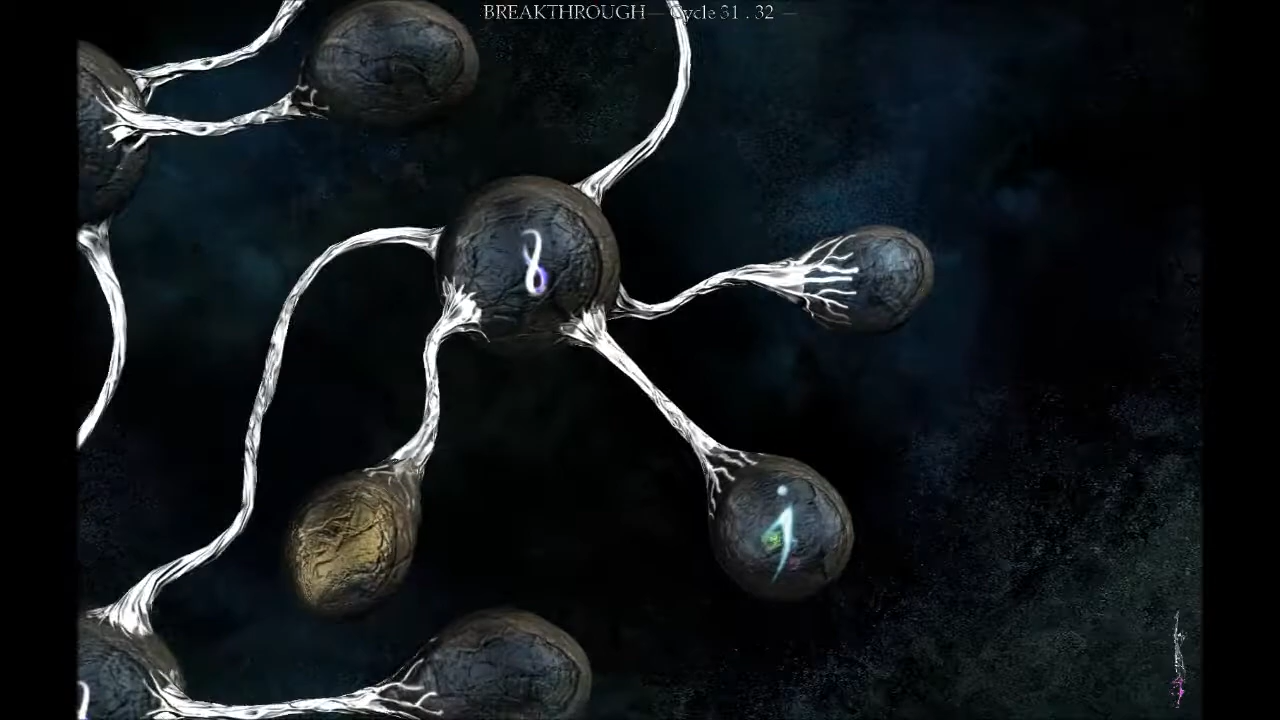 BREAKTHROUGH — Cycle 31 . 32 —